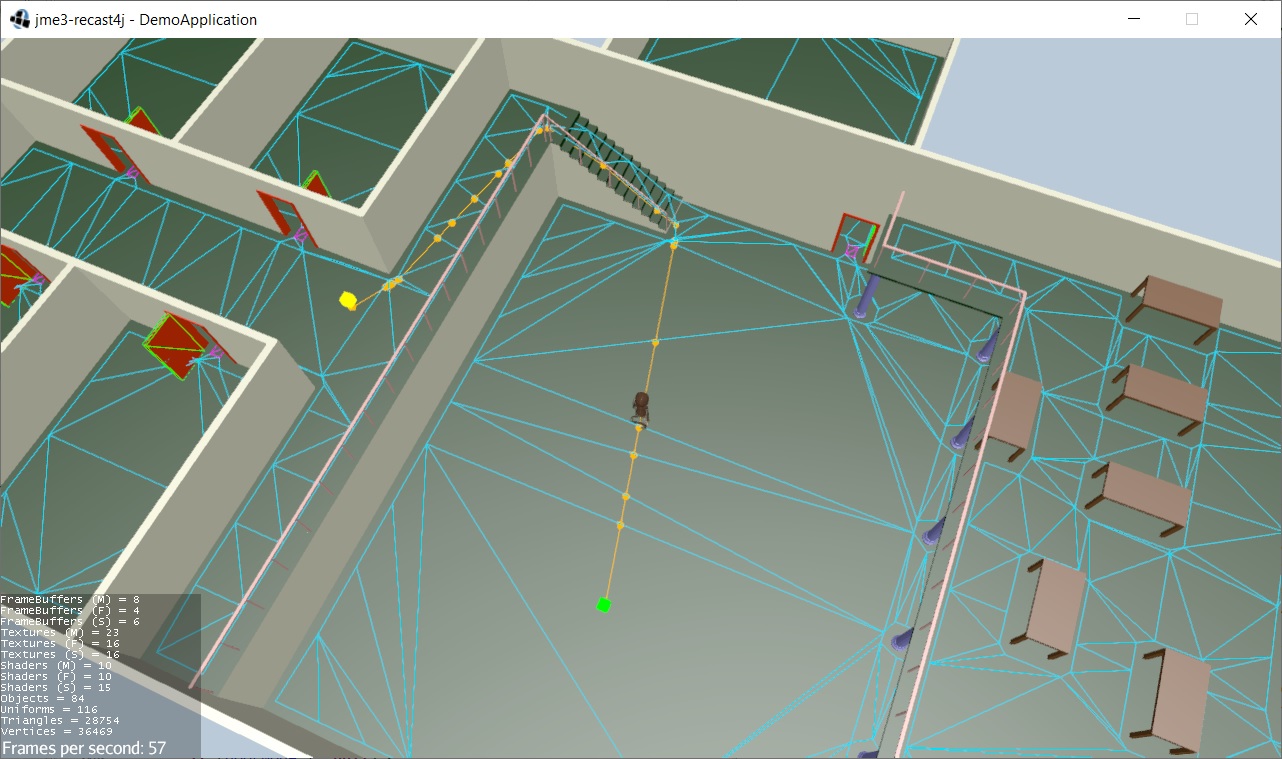 jme3-recast4j - DemoApplication
FrameBuffers (M) = 8
FrameBuffers (F) = 4
FrameBuffers (S) = 6
Textures (M) = 23
Textures (F) = 16
Textures (S) = 16
Shaders (M) = 10
Shaders (F) = 10
Shaders (S) = 15
Objects = 84
Uniforms = 116
Triangles = 28754
Vertices = 36469
Frames per second: 57